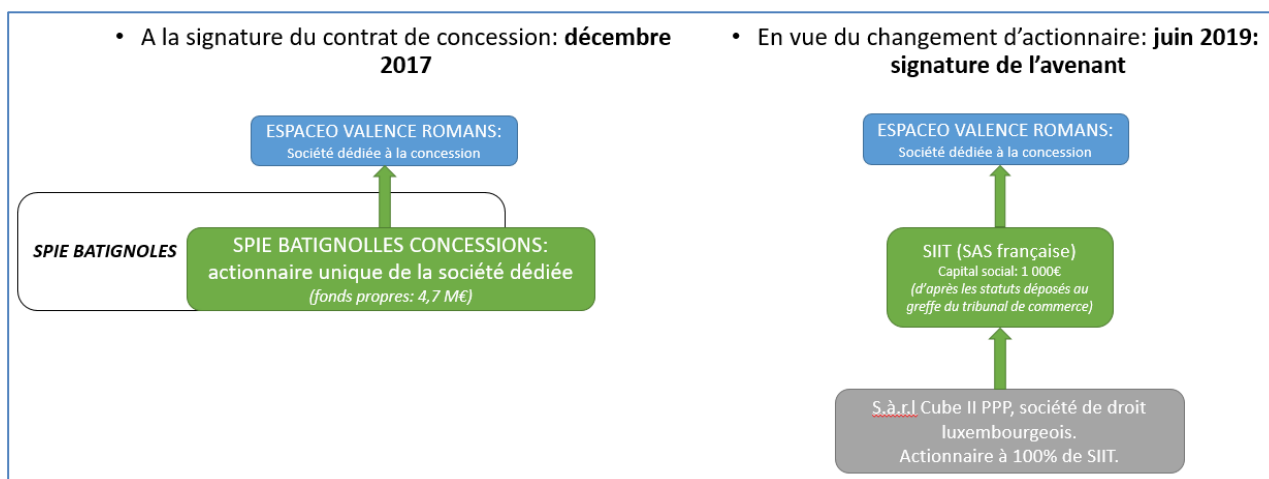 • A la signature du contrat de concession: décembre
2017
ESPACEO VALENCE ROMANS:
Société dédiée à la concession
SPIE BATIGNOLES
SPIE BATIGNOLLES CONCESSIONS:
actionnaire unique de la société dédiée
(fonds propres: 4,7 M€)
• En vue du changement d'actionnaire: juin 2019:
signature de l'avenant
ESPACEO VALENCE ROMANS:
Société dédiée à la concession
SIIT (SAS française)
Capital social: 1 000€
(d'après les statuts déposés au
greffe du tribunal de commerce)
S.à.r.l Cube II PPP, société de droit
luxembourgeois.
Actionnaire à 100% de SIIT.